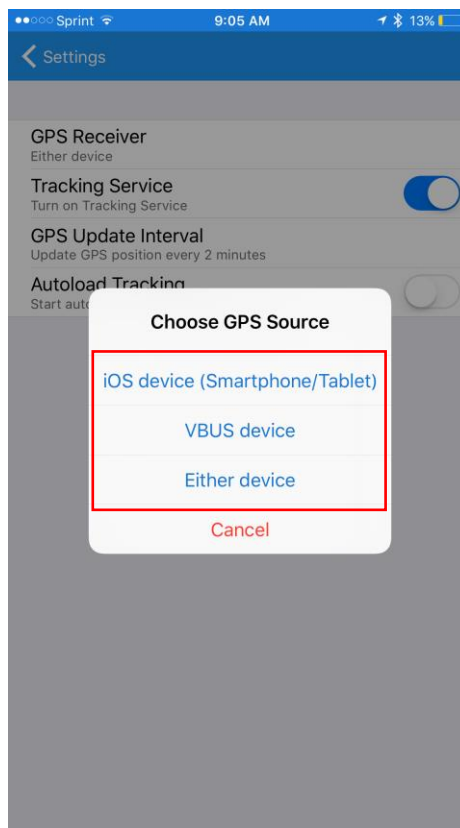 Sprint 9:05 AM 13%
Settings
GPS Receiver
Either device
Tracking Service
Turn on Tracking Service
GPS Update Interval
Update GPS position every 2 minutes
Autoload Tracking
Start auto
Choose GPS Source
iOS device (Smartphone/Tablet)
VBUS device
Either device
Cancel